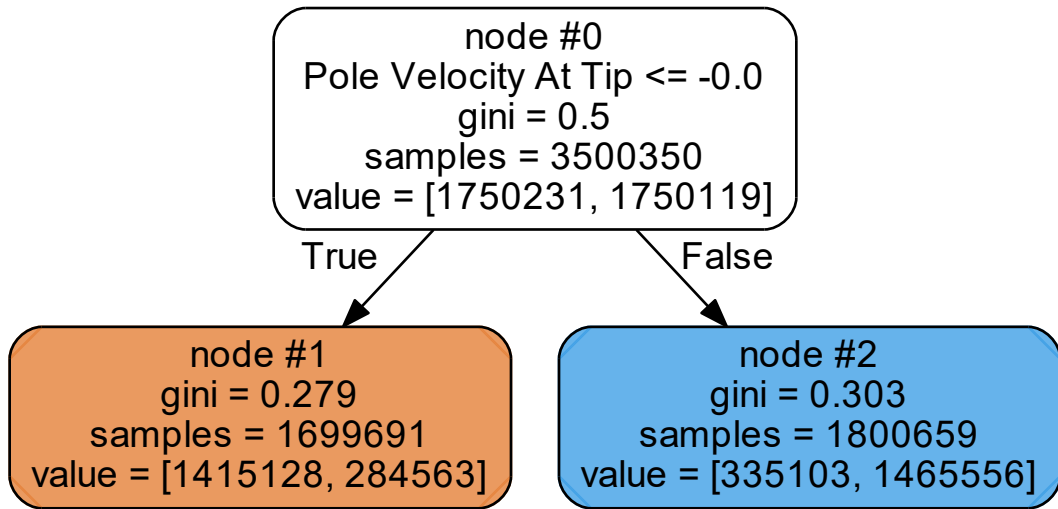 node #0
Pole Velocity At Tip <= -0.0
gini = 0.5
samples = 3500350
value = [1750231, 1750119]
True
False
node #1
gini = 0.279
samples = 1699691
value = [1415128, 284563]
node #2
gini = 0.303
samples = 1800659
value = [335103, 1465556]